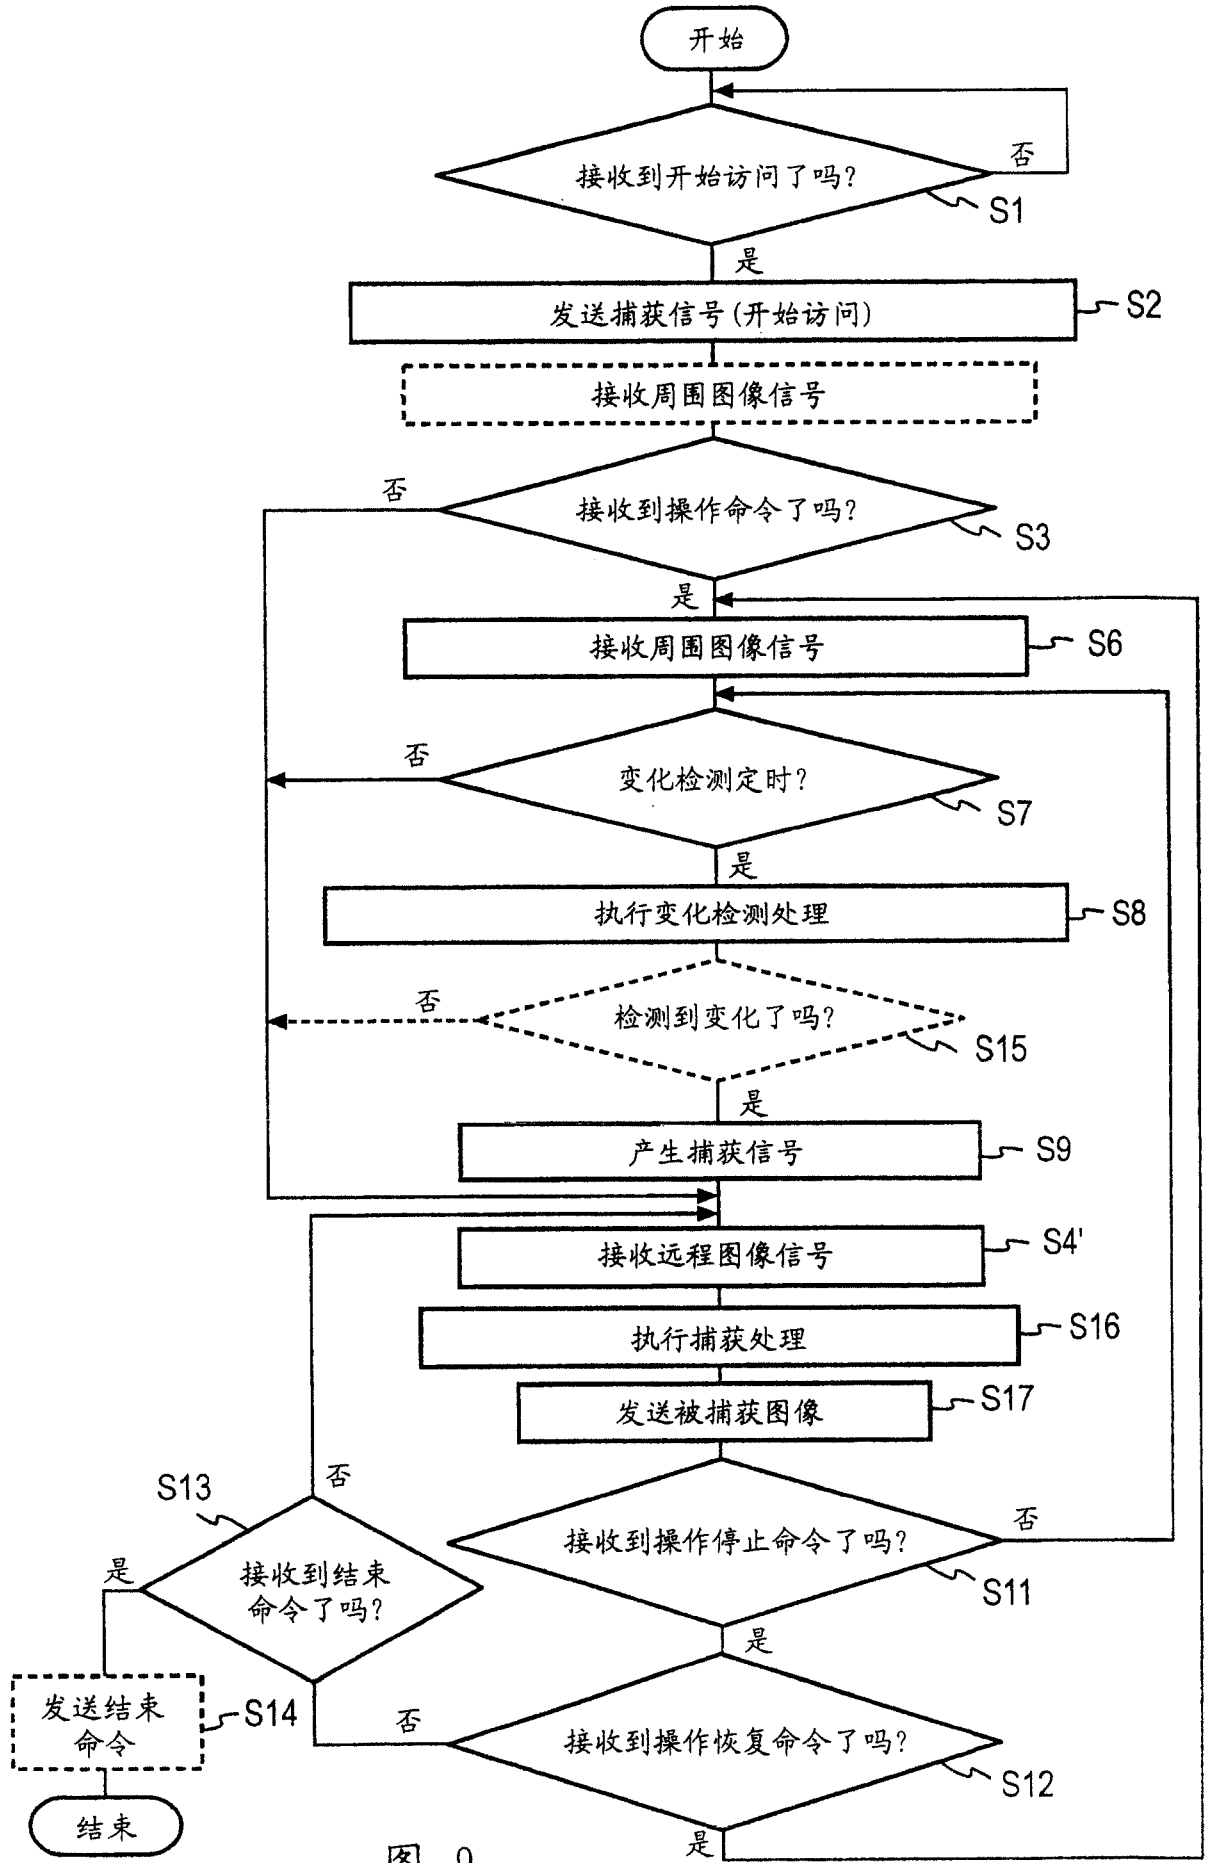 开始
否
接收到开始访问了吗?
S1
是
发送捕获信号(开始访问)
S2
接收周围图像信号
否
接收到操作命令了吗?
S3
是
接收周围图像信号
S6
否
变化检测定时?
S7
是
执行变化检测处理
S8
否
检测到变化了吗?
S15
是
产生捕获信号
S9
接收远程图像信号
S4'
执行捕获处理
S16
发送被捕获图像
S17
否
S13
接收到操作停止命令了吗?
否
S11
是
接收到结束
命令了吗?
是
发送结束
命令
S14
否
接收到操作恢复命令了吗?
S12
结束
是
图 9